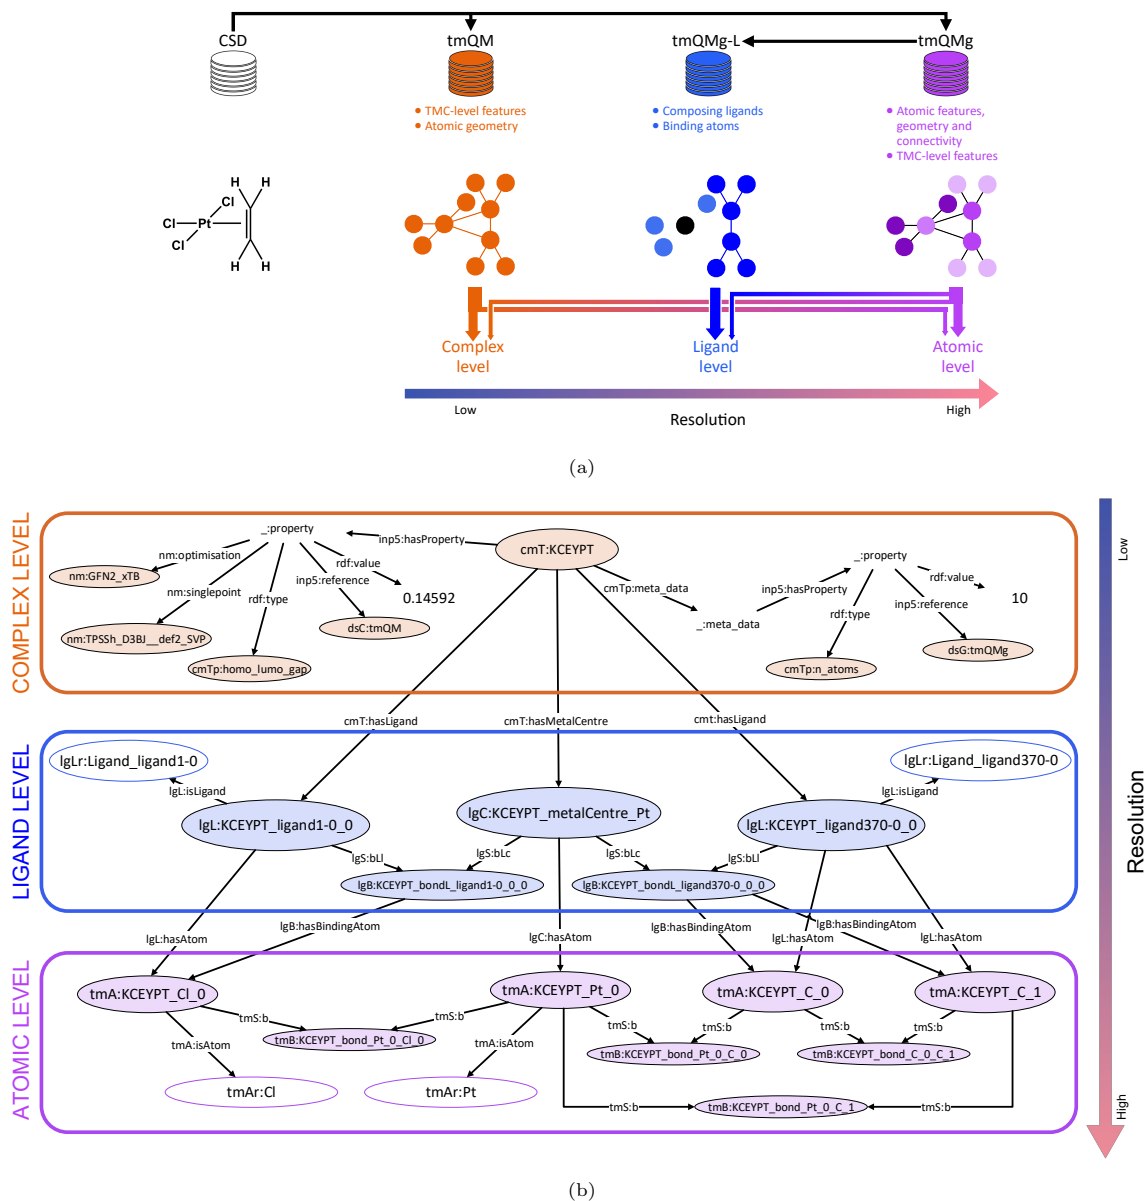 CSD
tmQM
tmQMg-L
tmQMg
• TMC-level features
• Atomic geometry
• Composing ligands
• Binding atoms
• Atomic features,
geometry and
connectivity
• TMC-level features
H
H
Cl
Cl
Pt
Cl
H
H
Complex
level
Ligand
level
Atomic
level
Low
Resolution
High
(a)
COMPLEX LEVEL
_:property
inp5:hasProperty
cmT:KCEYPT
nm:optimisation
nm:GFN2_xTB
nm:singlepoint
nm:TPSSh_D3BJ__def2_SVP
rdf:type
cmTp:homo_lumo_gap
inp5:reference
dsC:tmQM
rdf:value
0.14592
cmTp:meta_data
_:meta_data
inp5:hasProperty
_:property
rdf:type
cmTp:n_atoms
inp5:reference
dsG:tmQMg
rdf:value
10
cmT:hasLigand
cmT:hasMetalCentre
cmt:hasLigand
LIGAND LEVEL
lgLr:Ligand_ligand1-0
lgLr:Ligand_ligand370-0
lgL:isLigand
lgL:isLigand
lgL:KCEYPT_ligand1-0_0
lgC:KCEYPT_metalCentre_Pt
lgL:KCEYPT_ligand370-0_0
lgS:bLl
lgS:bLc
lgS:bLc
lgS:bLl
lgB:KCEYPT_bondL_ligand1-0_0_0
lgB:KCEYPT_bondL_ligand370-0_0_0
lgL:hasAtom
lgB:hasBindingAtom
lgC:hasAtom
lgB:hasBindingAtom
lgL:hasAtom
lgB:hasBindingAtom
lgL:hasAtom
ATOMIC LEVEL
tmA:KCEYPT_Cl_0
tmA:KCEYPT_Pt_0
tmA:KCEYPT_C_0
tmA:KCEYPT_C_1
tmS:b
tmS:b
tmS:b
tmS:b
tmS:b
tmS:b
tmB:KCEYPT_bond_Pt_0_Cl_0
tmB:KCEYPT_bond_Pt_0_C_0
tmB:KCEYPT_bond_C_0_C_1
tmA:isAtom
tmA:isAtom
tmAr:Cl
tmAr:Pt
tmS:b
tmB:KCEYPT_bond_Pt_0_C_1
tmS:b
Low
Resolution
High
(b)